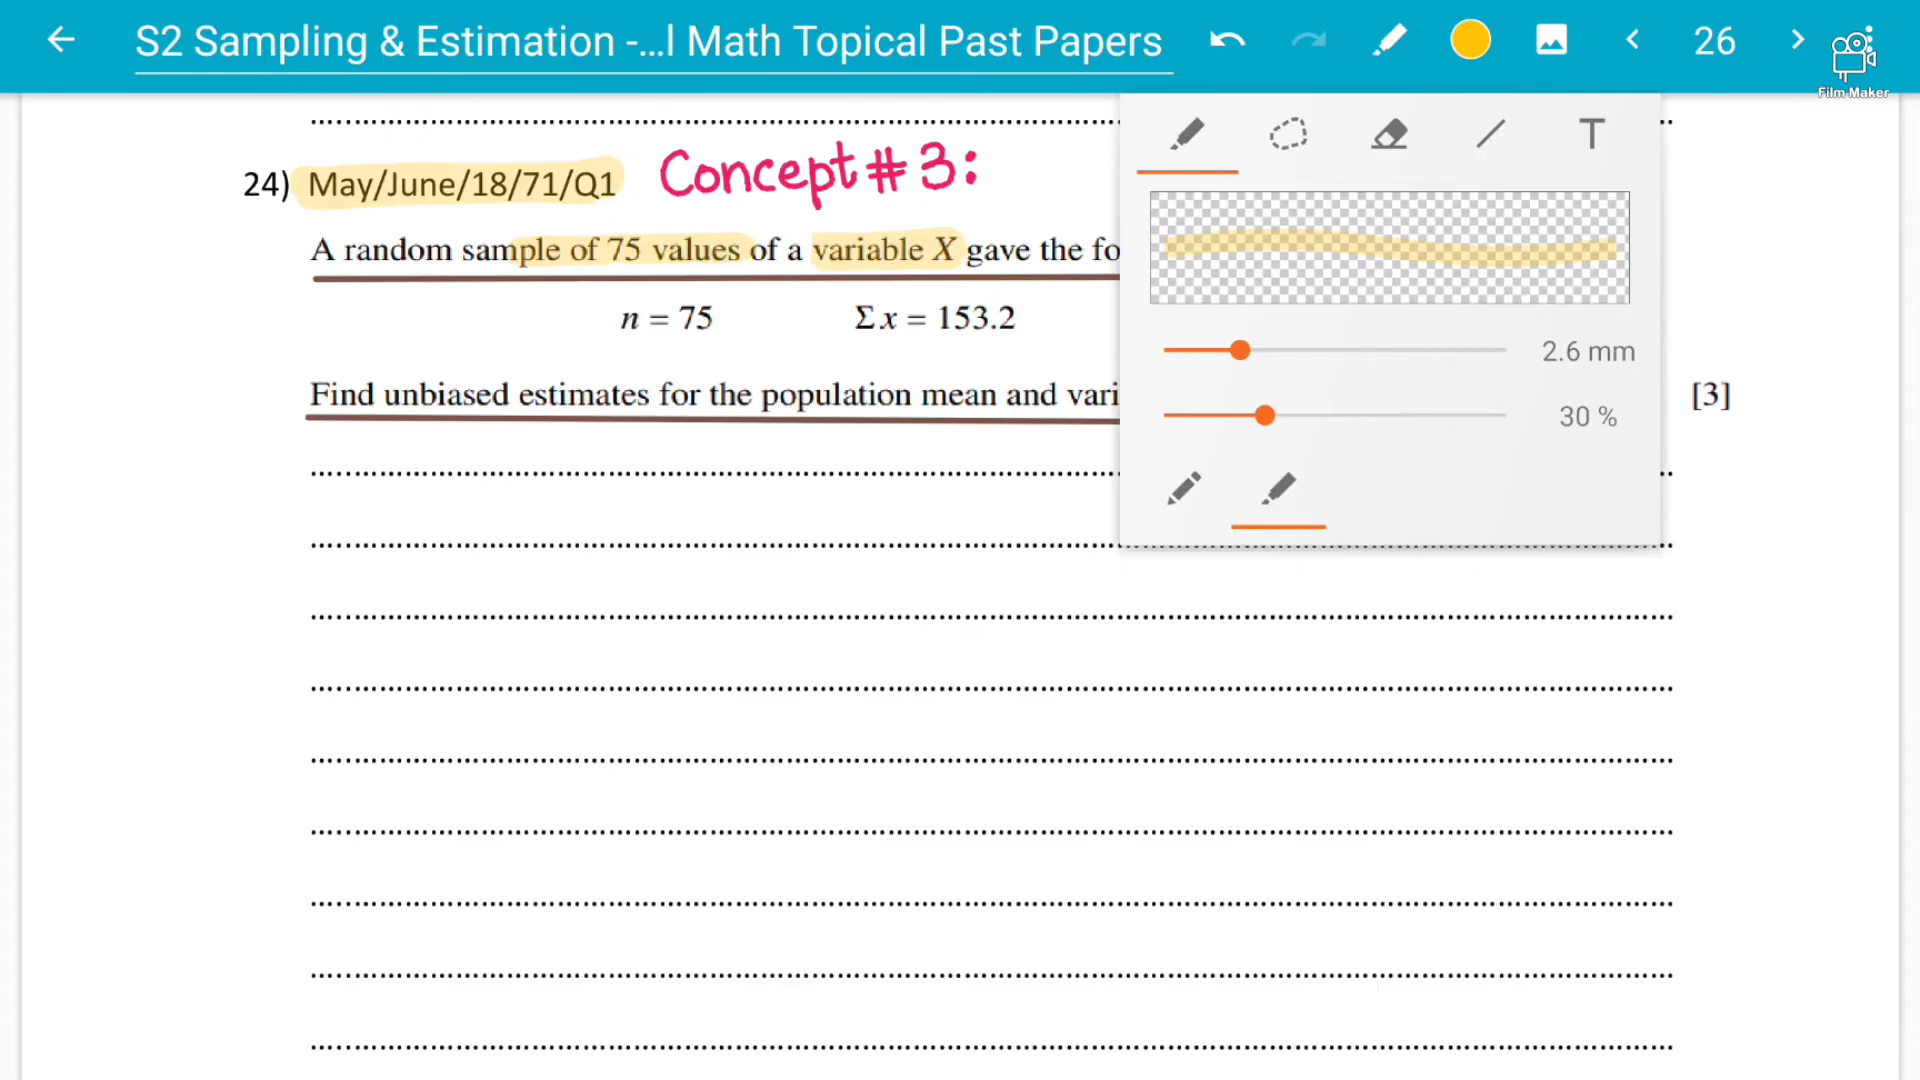 S2 Sampling & Estimation -...l Math Topical Past Papers
26
Film Maker
24) May/June/18/71/Q1 Concept # 3:
T
A random sample of 75 values of a variable X gave the fo
n = 75 Σx = 153.2
2.6 mm
Find unbiased estimates for the population mean and vari [3]
30 %